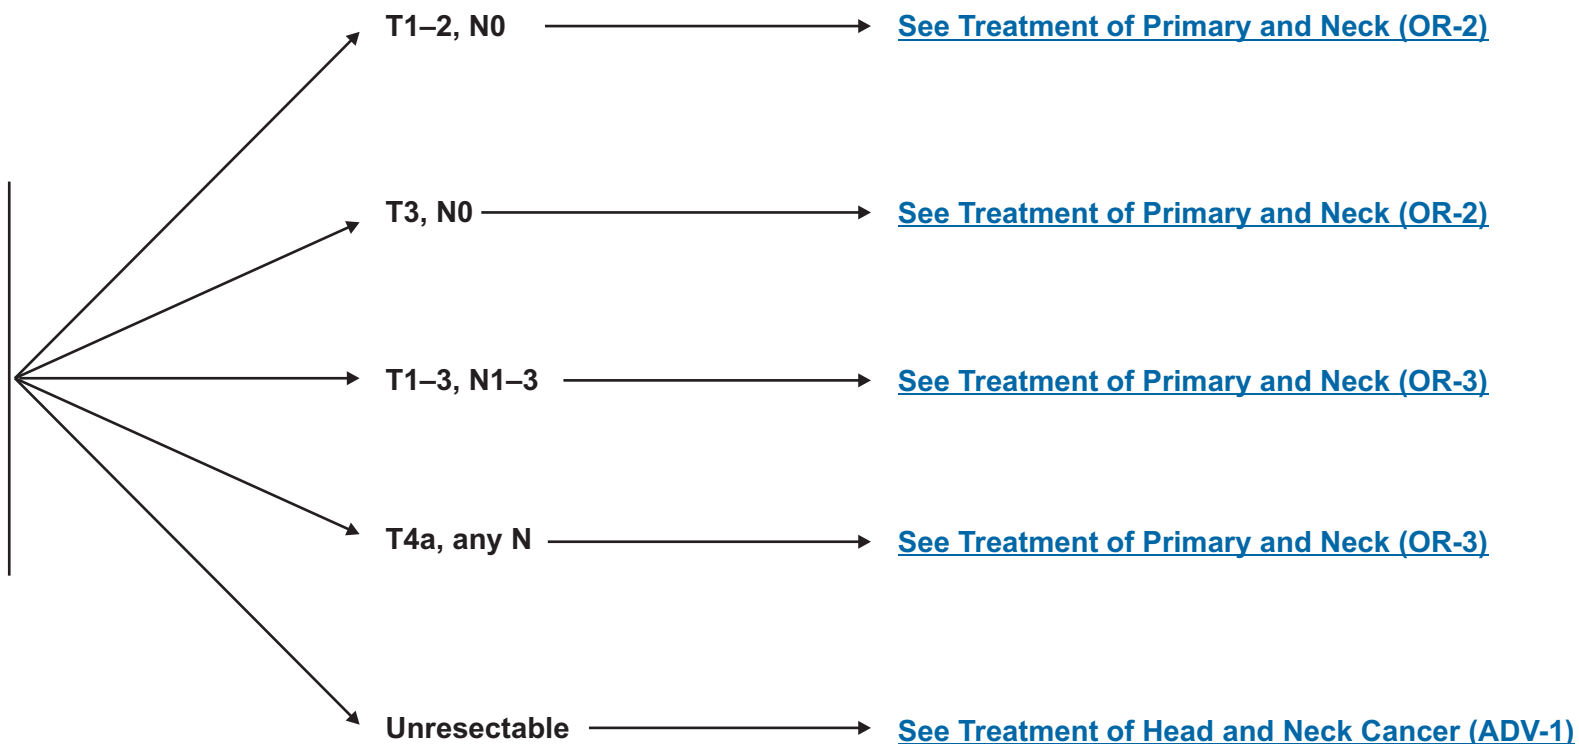 T1–2, N0 See Treatment of Primary and Neck (OR-2)
T3, N0 See Treatment of Primary and Neck (OR-2)
T1–3, N1–3 See Treatment of Primary and Neck (OR-3)
T4a, any N See Treatment of Primary and Neck (OR-3)
Unresectable See Treatment of Head and Neck Cancer (ADV-1)